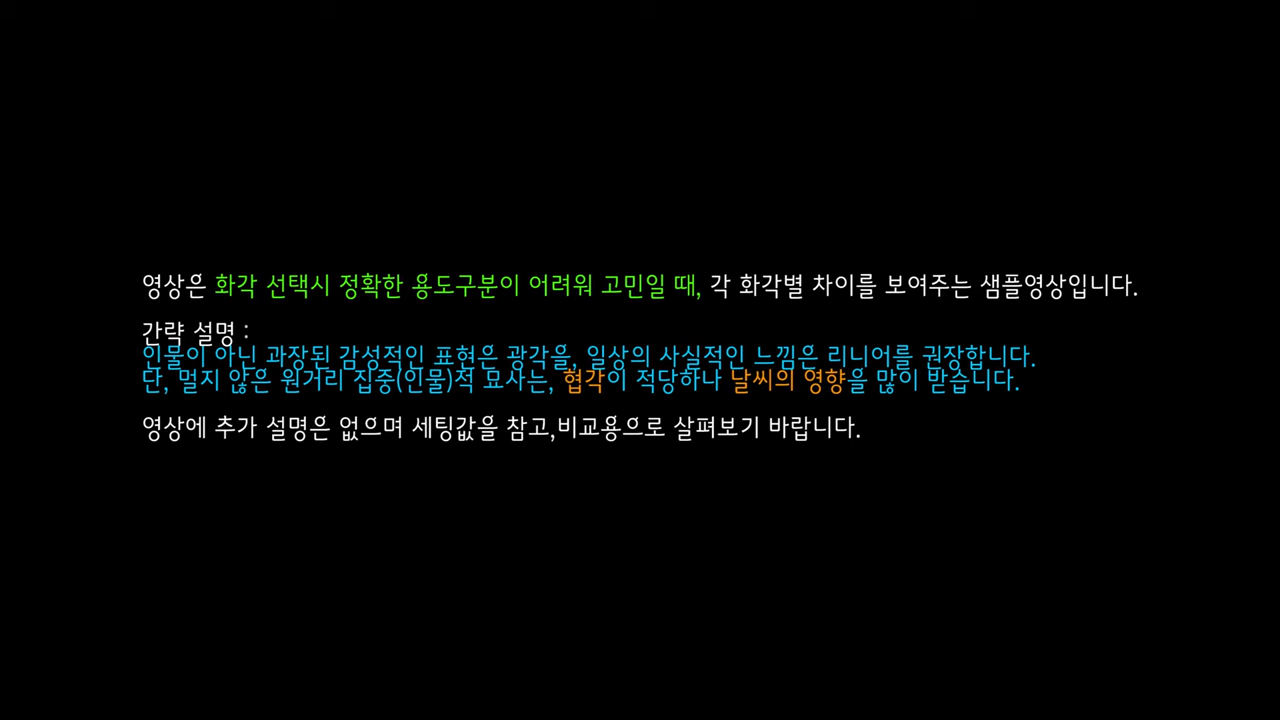 영상은 화각 선택시 정확한 용도구분이 어려워 고민일 때, 각 화각별 차이를 보여주는 샘플영상입니다.
간략 설명 :
인물이 아닌 과장된 감성적인 표현은 광각을, 일상의 사실적인 느낌은 리니어를 권장합니다.
단, 멀지 않은 원거리 집중(인물)적 묘사는, 협각이 적당하나 날씨의 영향을 많이 받습니다.
영상에 추가 설명은 없으며 세팅값을 참고,비교용으로 살펴보기 바랍니다.